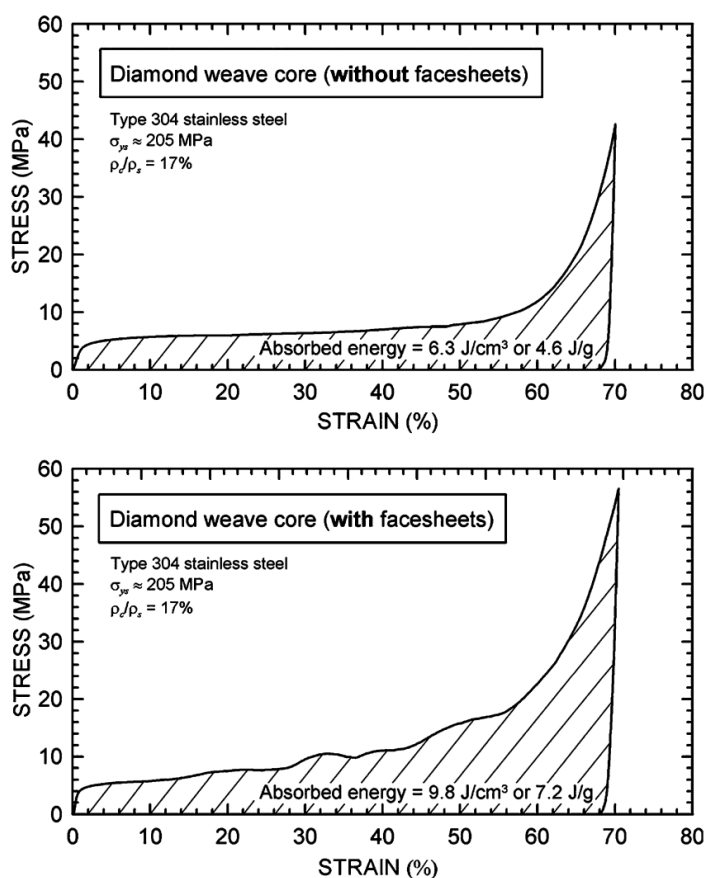 60
50
40
30
20
10
0
STRESS (MPa)
Diamond weave core (without facesheets)
Type 304 stainless steel
σys ≈ 205 MPa
ρc/ρs = 17%
Absorbed energy = 6.3 J/cm³ or 4.6 J/g
0 10 20 30 40 50 60 70 80
STRAIN (%)
60
50
40
30
20
10
0
STRESS (MPa)
Diamond weave core (with facesheets)
Type 304 stainless steel
σys ≈ 205 MPa
ρc/ρs = 17%
Absorbed energy = 9.8 J/cm³ or 7.2 J/g
0 10 20 30 40 50 60 70 80
STRAIN (%)